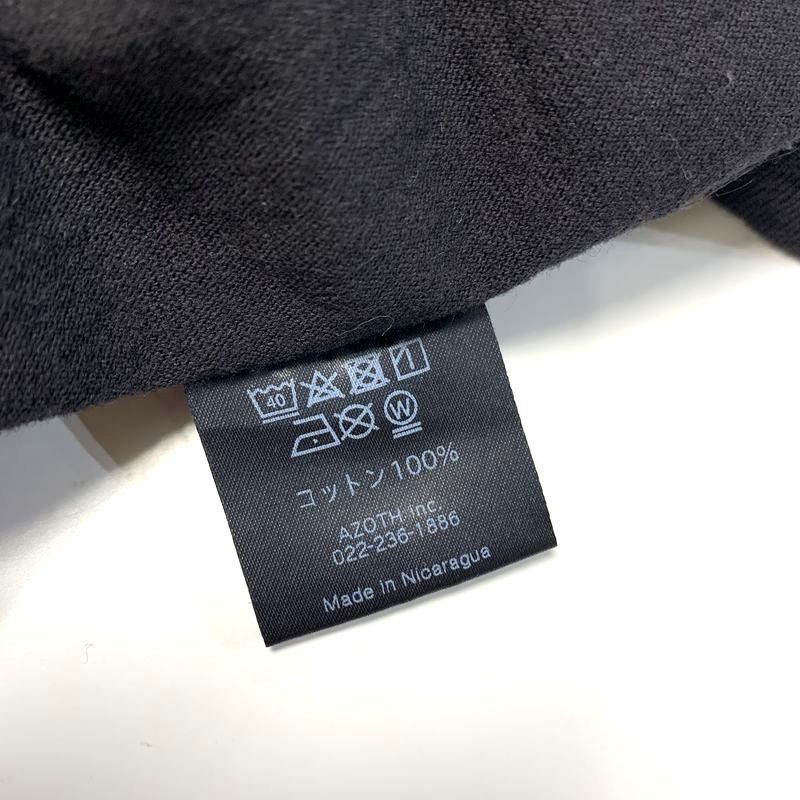 40
W
コットン100%
AZOTH Inc.
022-236-1886
Made in Nicaragua